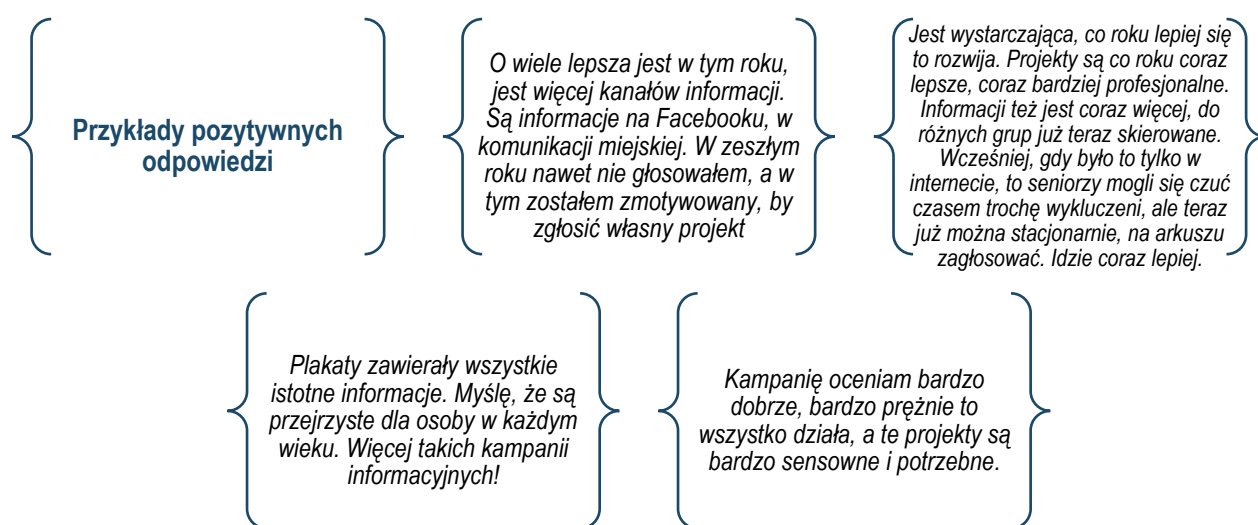 Przykłady pozytywnych
odpowiedzi
O wiele lepsza jest w tym roku,
jest więcej kanałów informacji.
Są informacje na Facebooku, w
komunikacji miejskiej. W zeszłym
roku nawet nie głosowałem, a w
tym zostałem zmotywowany, by
zgłosić własny projekt
Jest wystarczająca, co roku lepiej się
to rozwija. Projekty są co roku coraz
lepsze, coraz bardziej profesjonalne.
Informacji też jest coraz więcej, do
różnych grup już teraz skierowane.
Wcześniej, gdy było to tylko w
internecie, to seniorzy mogli się czuć
czasem trochę wykluczeni, ale teraz
już można stacjonarnie, na arkuszu
zagłosować. Idzie coraz lepiej.
Plakaty zawierały wszystkie
istotne informacje. Myślę, że są
przejrzyste dla osoby w każdym
wieku. Więcej takich kampanii
informacyjnych!
Kampanię oceniam bardzo
dobrze, bardzo prężnie to
wszystko działa, a te projekty są
bardzo sensowne i potrzebne.